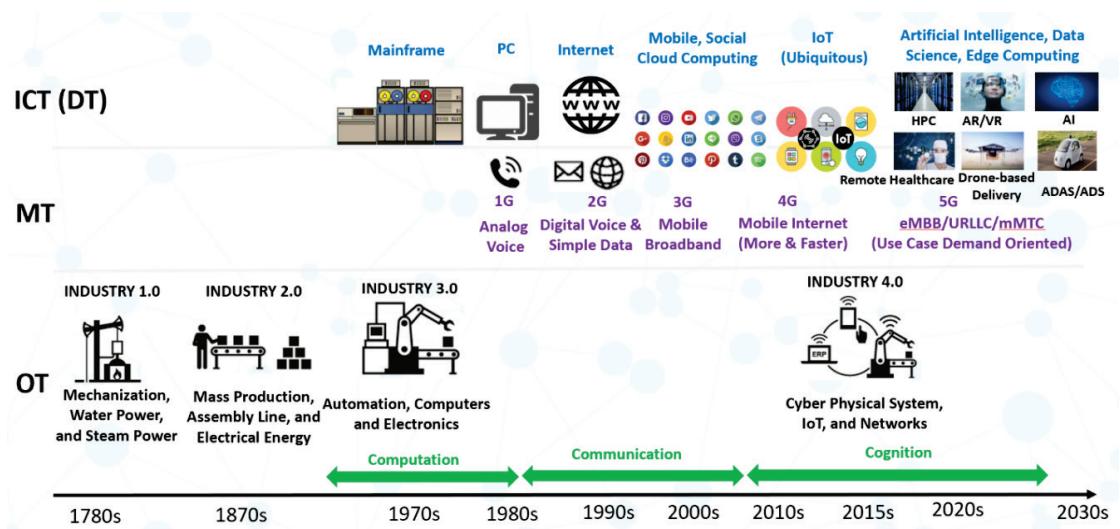 ICT (DT)
Mainframe
PC
Internet
Mobile, Social
Cloud Computing
IoT
(Ubiquitous)
Artificial Intelligence, Data
Science, Edge Computing
WWW
IoT
HPC
AR/VR
AI
Remote Healthcare
Drone-based
Delivery
ADAS/ADS
MT
1G
Analog
Voice
2G
Digital Voice &
Simple Data
3G
Mobile
Broadband
4G
Mobile Internet
(More & Faster)
5G
eMBB/URLLC/mMTC
(Use Case Demand Oriented)
OT
INDUSTRY 1.0
Mechanization,
Water Power,
and Steam Power
INDUSTRY 2.0
Mass Production,
Assembly Line, and
Electrical Energy
INDUSTRY 3.0
Automation, Computers
and Electronics
INDUSTRY 4.0
ERP
Cyber Physical System,
IoT, and Networks
Computation
Communication
Cognition
1780s
1870s
1970s
1980s
1990s
2000s
2010s
2015s
2020s
2030s